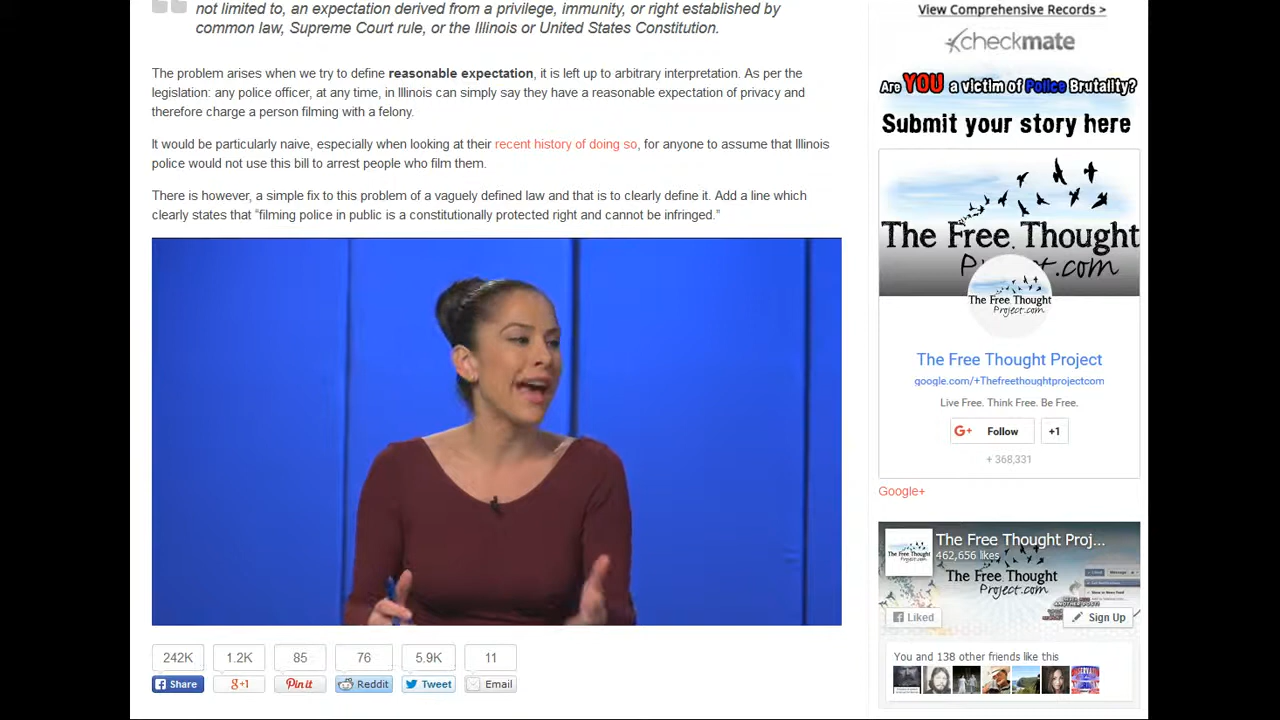 not limited to, an expectation derived from a privilege, immunity, or right established by
common law, Supreme Court rule, or the Illinois or United States Constitution.
The problem arises when we try to define reasonable expectation, it is left up to arbitrary interpretation. As per the
legislation: any police officer, at any time, in Illinois can simply say they have a reasonable expectation of privacy and
therefore charge a person filming with a felony.
It would be particularly naive, especially when looking at their recent history of doing so, for anyone to assume that Illinois
police would not use this bill to arrest people who film them.
There is however, a simple fix to this problem of a vaguely defined law and that is to clearly define it. Add a line which
clearly states that “filming police in public is a constitutionally protected right and cannot be infringed.”
242K 1.2K 85 76 5.9K 11
Share g+1 Pin it Reddit Tweet Email
View Comprehensive Records >
checkmate
Are YOU a victim of Police Brutality?
Submit your story here
The Free Thought
Project.com
The Free Thought
Project.com
The Free Thought Project
google.com/+Thefreethoughtprojectcom
Live Free. Think Free. Be Free.
G+ Follow +1
+ 368,331
Google+
The Free Thought Proj...
462,656 likes
The Free Thought
Project.com
Liked Sign Up
You and 138 other friends like this